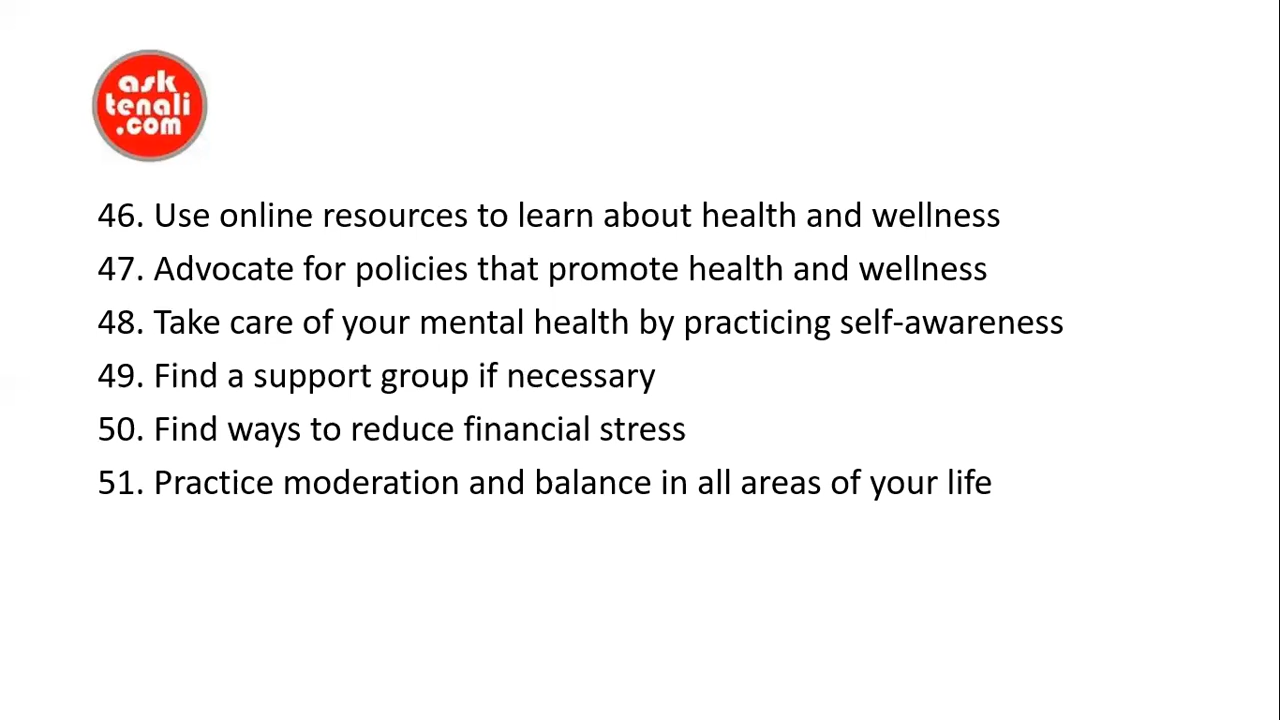 ask
tenali
.com
46. Use online resources to learn about health and wellness
47. Advocate for policies that promote health and wellness
48. Take care of your mental health by practicing self-awareness
49. Find a support group if necessary
50. Find ways to reduce financial stress
51. Practice moderation and balance in all areas of your life